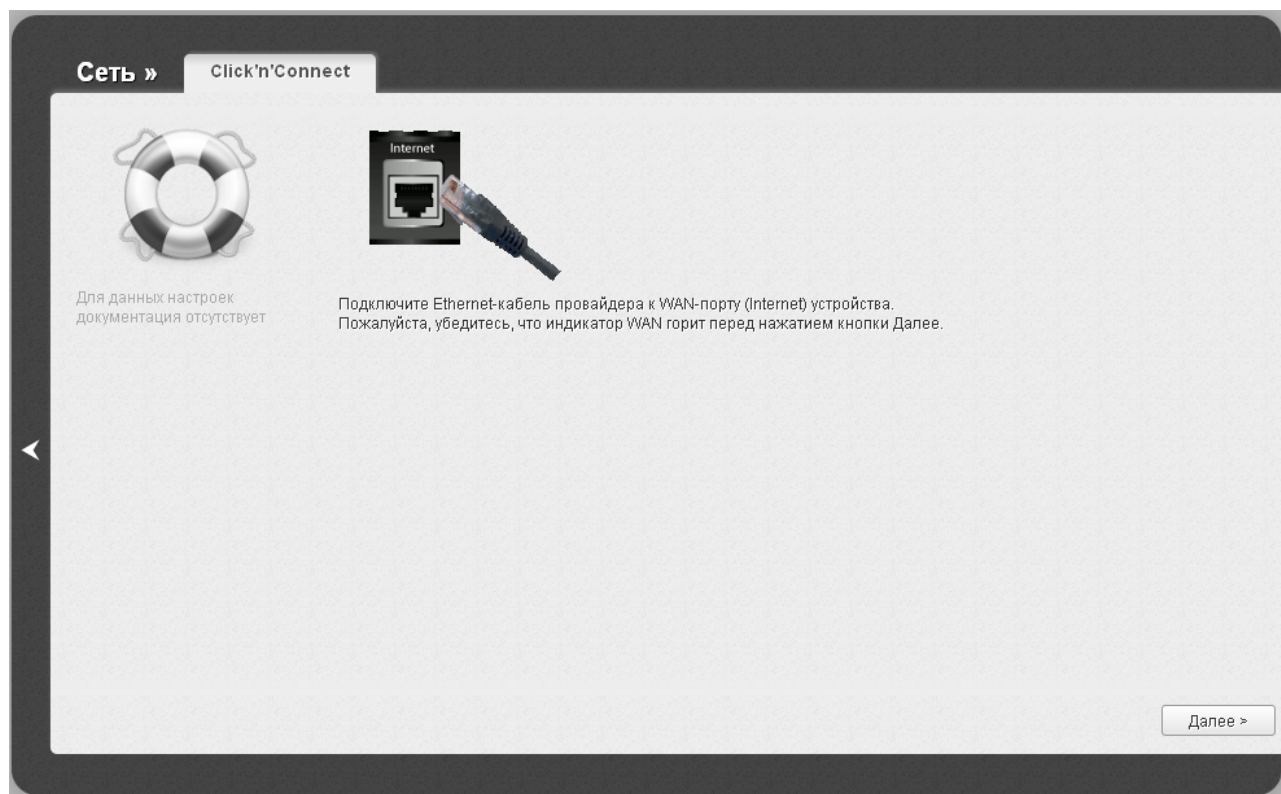 Сеть »
Click'n'Connect
Internet
Для данных настроек
документация отсутствует
Подключите Ethernet-кабель провайдера к WAN-порту (Internet) устройства.
Пожалуйста, убедитесь, что индикатор WAN горит перед нажатием кнопки Далее.
Далее >